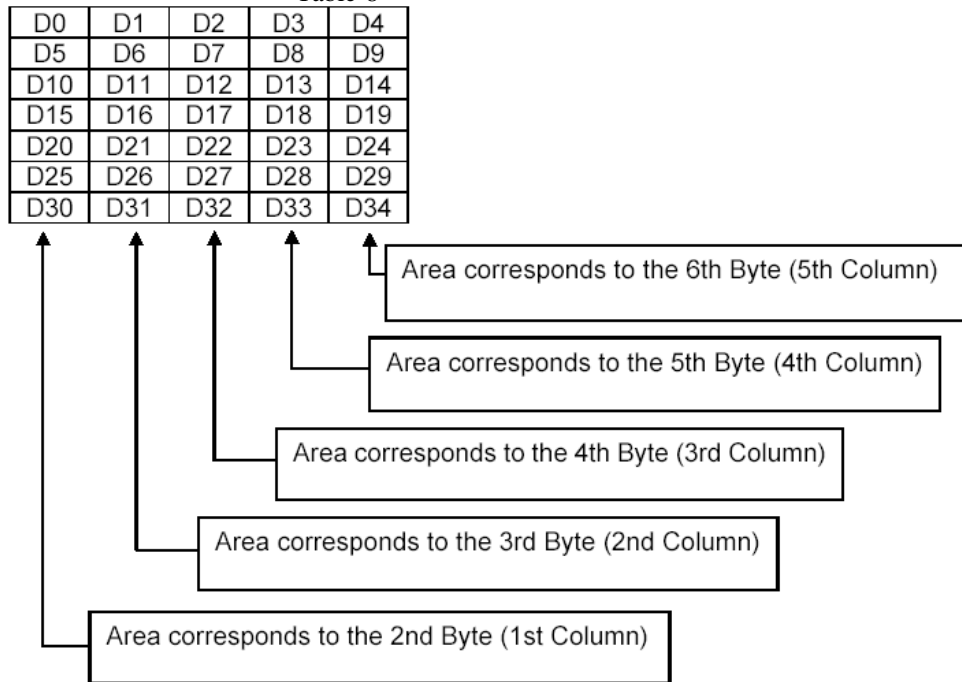 D0 D1 D2 D3 D4
D5 D6 D7 D8 D9
D10 D11 D12 D13 D14
D15 D16 D17 D18 D19
D20 D21 D22 D23 D24
D25 D26 D27 D28 D29
D30 D31 D32 D33 D34
Area corresponds to the 6th Byte (5th Column)
Area corresponds to the 5th Byte (4th Column)
Area corresponds to the 4th Byte (3rd Column)
Area corresponds to the 3rd Byte (2nd Column)
Area corresponds to the 2nd Byte (1st Column)